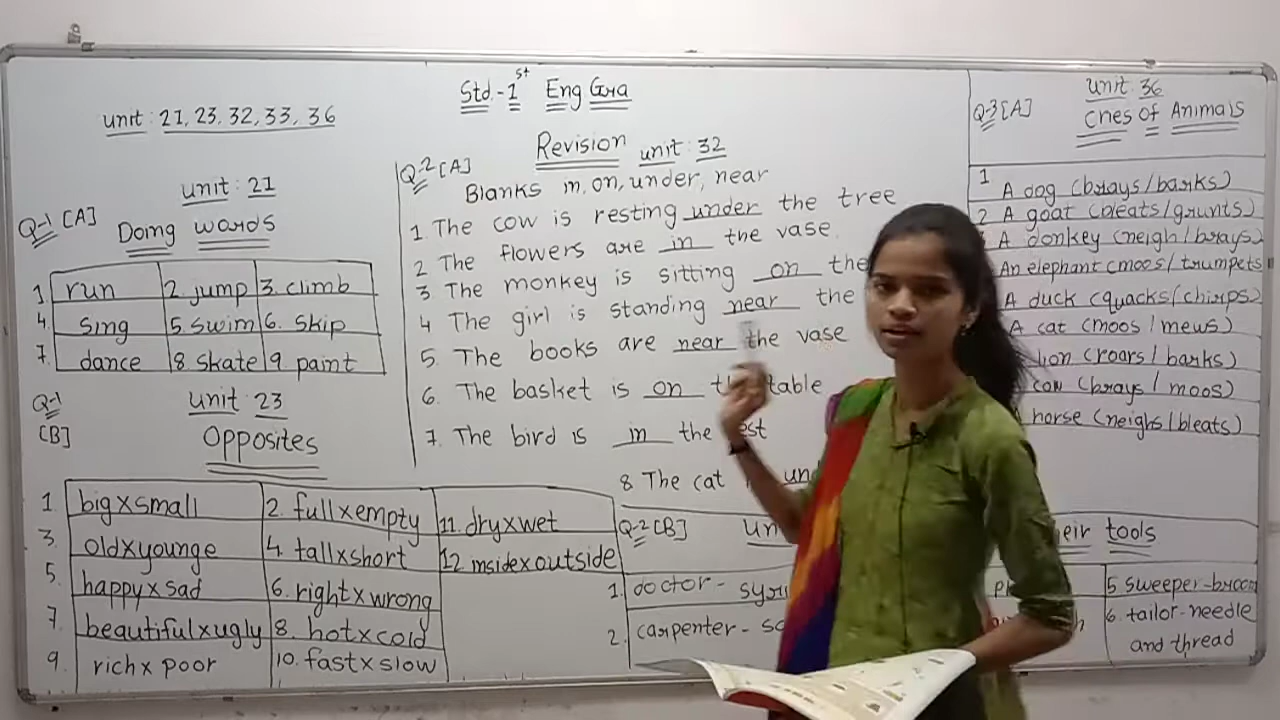 Std.-1st Eng Gra
unit : 21, 23, 32, 33, 36
Revision
unit : 21
Q-1 [A]
Doing words
1 run 2. jump 3. climb
4. sing 5. swim 6. skip
7. dance 8. skate 9. paint
Q-1 [B]
unit : 23
Opposites
1. big x small 2. full x empty 11. dry x wet
3. old x younge 4. tall x short 12 inside x outside
5. happy x sad 6. right x wrong
7. beautiful x ugly 8. hot x cold
9. rich x poor 10. fast x slow
Q-2 [A] unit : 32
Blanks in, on, under, near
1. The cow is resting under the tree
2 The flowers are in the vase.
3 The monkey is sitting on the
4 The girl is standing near the
5. The books are near the vase
6. The basket is on table
7. The bird is in the
8 The cat
Q-2 [B] their tools
1. doctor-
2. carpenter-
5 sweeper-broom
6. tailor-needle
and thread
unit 36
Q-3 [A] Cries of Animals
1 A dog (brays/barks)
2 A goat (bleats/grunts)
A donkey (neigh/brays)
An elephant (moos/trumpets
A duck (quacks/chirps)
A cat (moos/mews)
lion (roars/barks)
cow (brays/moos)
horse (neighs/bleats)